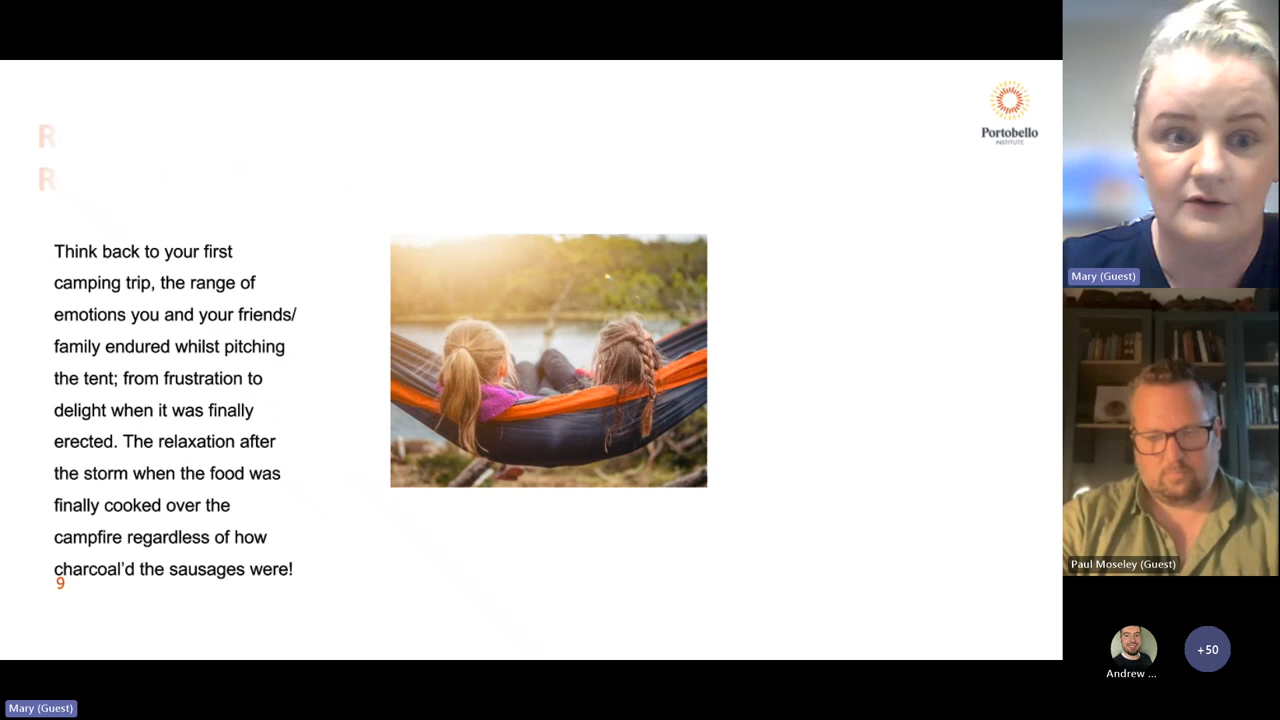 R
R
Portobello
INSTITUTE
Think back to your first
camping trip, the range of
emotions you and your friends/
family endured whilst pitching
the tent; from frustration to
delight when it was finally
erected. The relaxation after
the storm when the food was
finally cooked over the
campfire regardless of how
charcoal’d the sausages were!
9
Mary (Guest)
Paul Moseley (Guest)
+50
Andrew ...
Mary (Guest)